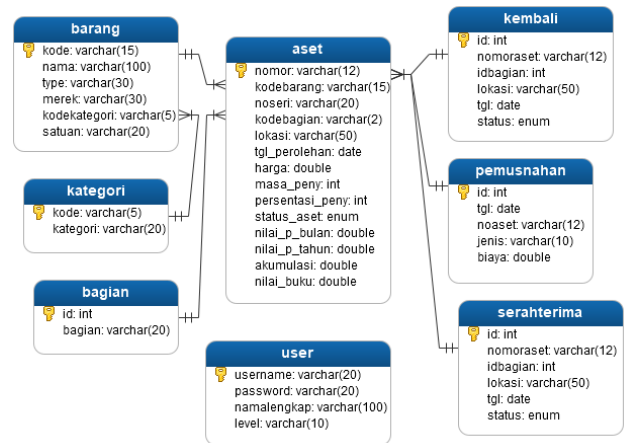 barang
kode: varchar(15)
nama: varchar(100)
type: varchar(30)
merek: varchar(30)
kodekategori: varchar(5)
satuan: varchar(20)
kategori
kode: varchar(5)
kategori: varchar(20)
bagian
id: int
bagian: varchar(20)
aset
nomor: varchar(12)
kodebarang: varchar(15)
noseri: varchar(20)
kodebagian: varchar(2)
lokasi: varchar(50)
tgl_perolehan: date
harga: double
masa_peny: int
persentasi_peny: int
status_aset: enum
nilai_p_bulan: double
nilai_p_tahun: double
akumulasi: double
nilai_buku: double
user
username: varchar(20)
password: varchar(20)
namalengkap: varchar(100)
level: varchar(10)
kembali
id: int
nomoraset: varchar(12)
idbagian: int
lokasi: varchar(50)
tgl: date
status: enum
pemusnahan
id: int
tgl: date
noaset: varchar(12)
jenis: varchar(10)
biaya: double
serahterima
id: int
nomoraset: varchar(12)
idbagian: int
lokasi: varchar(50)
tgl: date
status: enum